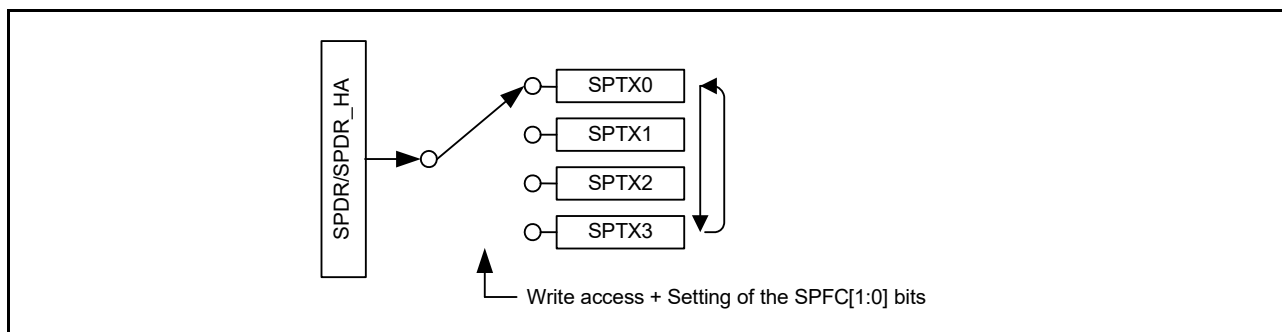 SPDR/SPDR_HA
SPTX0
SPTX1
SPTX2
SPTX3
Write access + Setting of the SPFC[1:0] bits